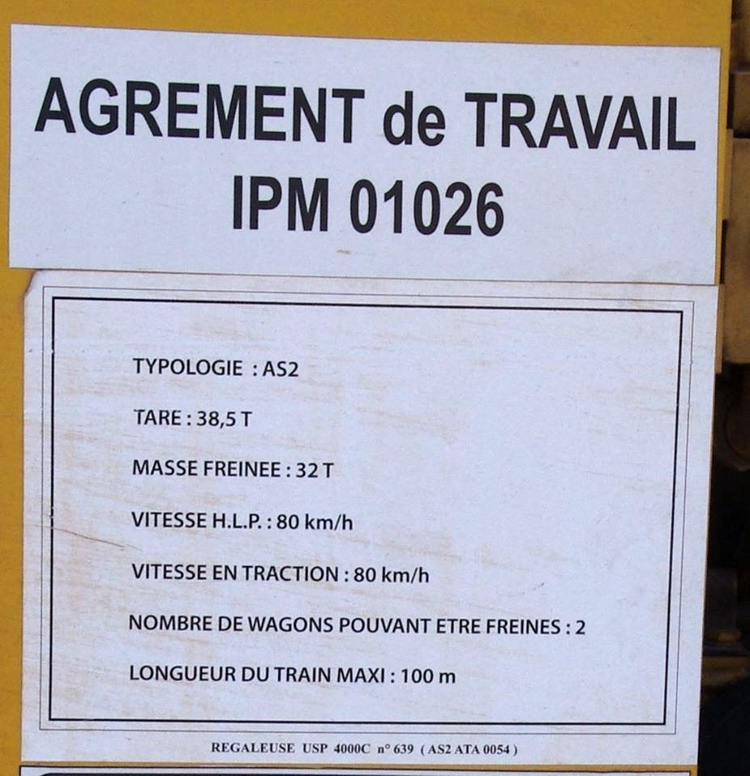 AGREMENT de TRAVAIL
IPM 01026
TYPOLOGIE : AS2
TARE : 38,5 T
MASSE FREINEE : 32 T
VITESSE H.L.P. : 80 km/h
VITESSE EN TRACTION : 80 km/h
NOMBRE DE WAGONS POUVANT ETRE FREINES : 2
LONGUEUR DU TRAIN MAXI : 100 m
REGALEUSE USP 4000C n° 639 ( AS2 ATA 0054 )